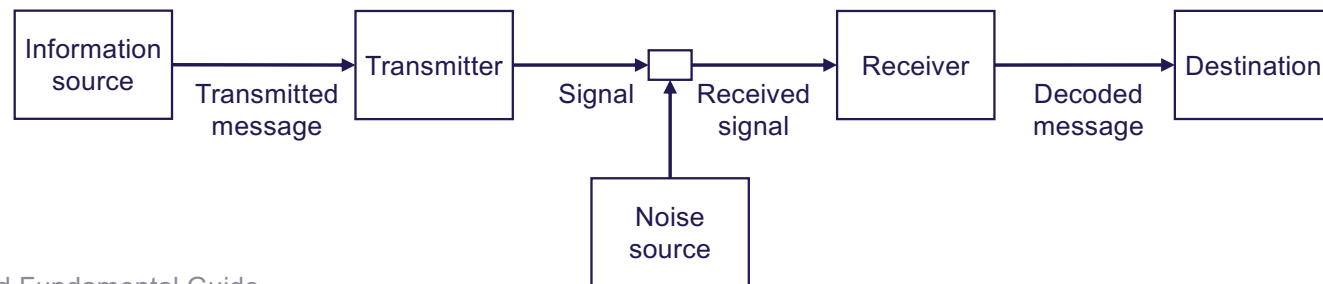 Information
source
Transmitted
message
Transmitter
Signal
Received
signal
Receiver
Decoded
message
Destination
Noise
source
Fundamental Guide